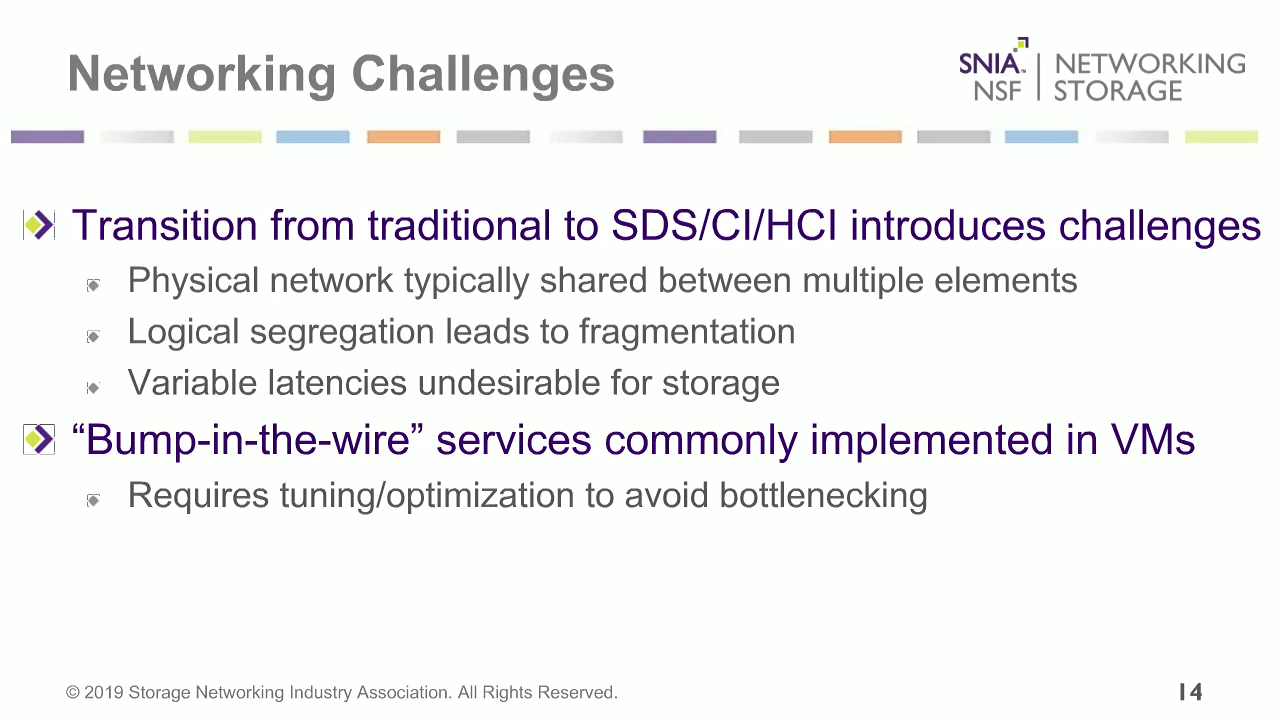 Networking Challenges
SNIA™ NSF | NETWORKING STORAGE
Transition from traditional to SDS/CI/HCI introduces challenges
Physical network typically shared between multiple elements
Logical segregation leads to fragmentation
Variable latencies undesirable for storage
“Bump-in-the-wire” services commonly implemented in VMs
Requires tuning/optimization to avoid bottlenecking
© 2019 Storage Networking Industry Association. All Rights Reserved.
14